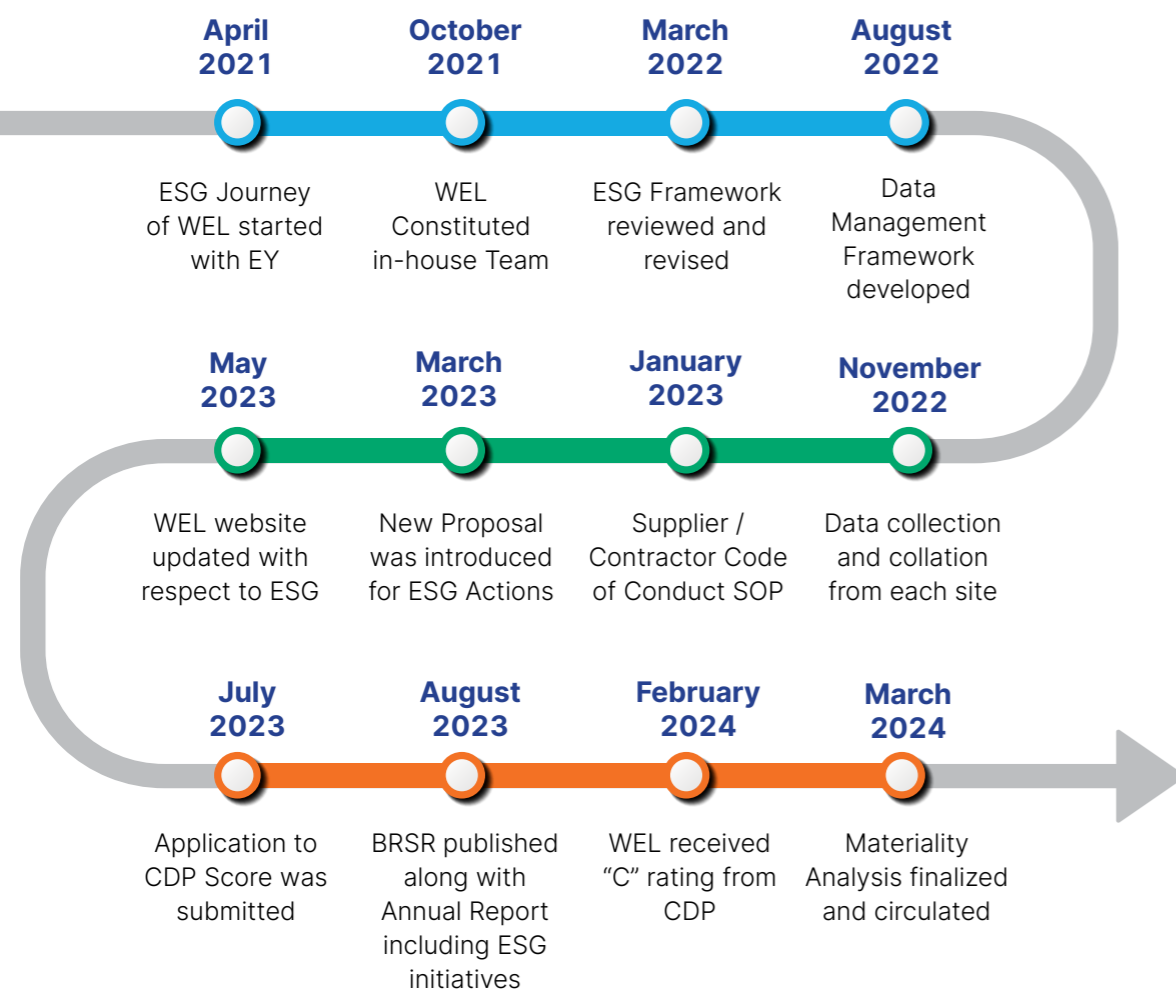 April
2021
October
2021
March
2022
August
2022
ESG Journey
of WEL started
with EY
WEL
Constituted
in-house Team
ESG Framework
reviewed and
revised
Data
Management
Framework
developed
May
2023
March
2023
January
2023
November
2022
WEL website
updated with
respect to ESG
New Proposal
was introduced
for ESG Actions
Supplier /
Contractor Code
of Conduct SOP
Data collection
and collation
from each site
July
2023
August
2023
February
2024
March
2024
Application to
CDP Score was
submitted
BRSR published
along with
Annual Report
including ESG
initiatives
WEL received
“C” rating from
CDP
Materiality
Analysis finalized
and circulated